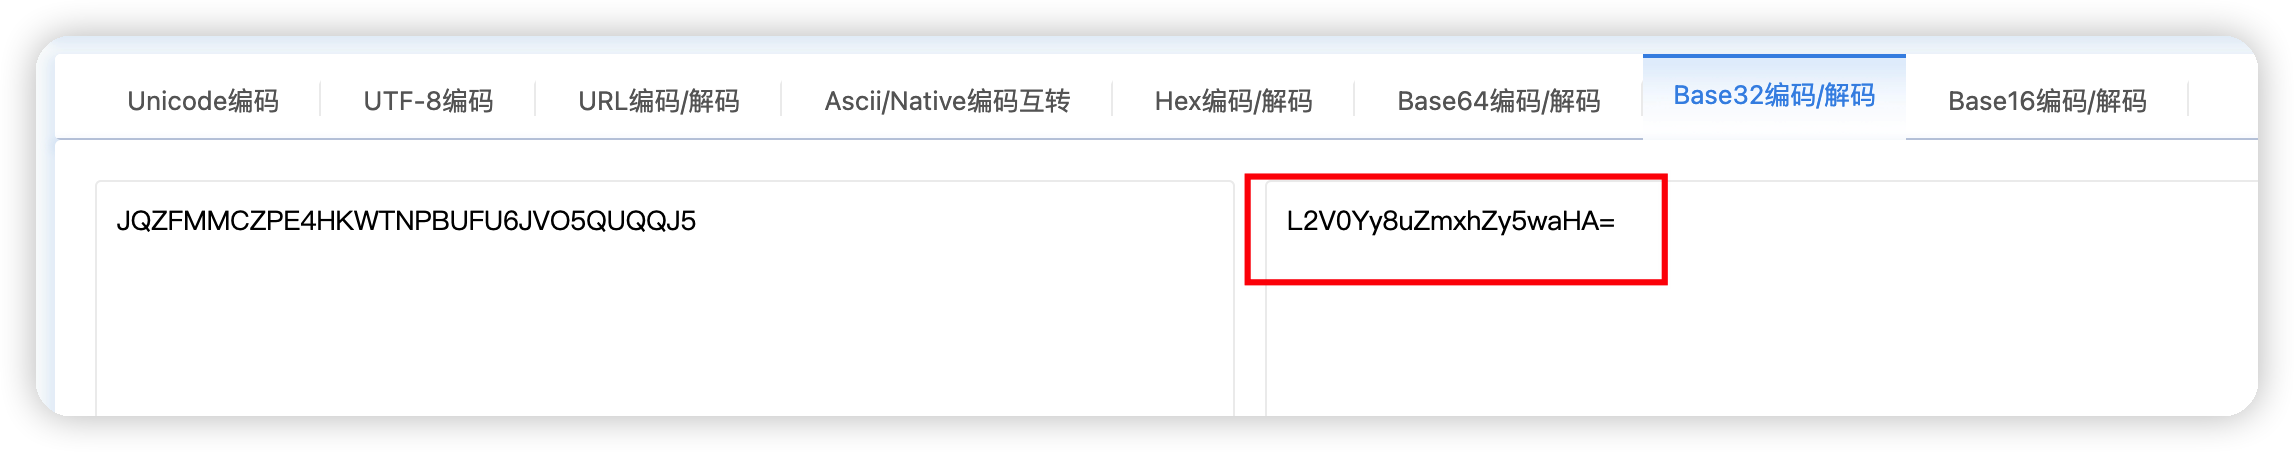 Unicode编码 UTF-8编码 URL编码/解码 Ascii/Native编码互转 Hex编码/解码 Base64编码/解码 Base32编码/解码 Base16编码/解码
JQZFMMCZPE4HKWTNPBUFU6JVO5QUQQJ5 L2V0Yy8uZmxhZy5waHA=